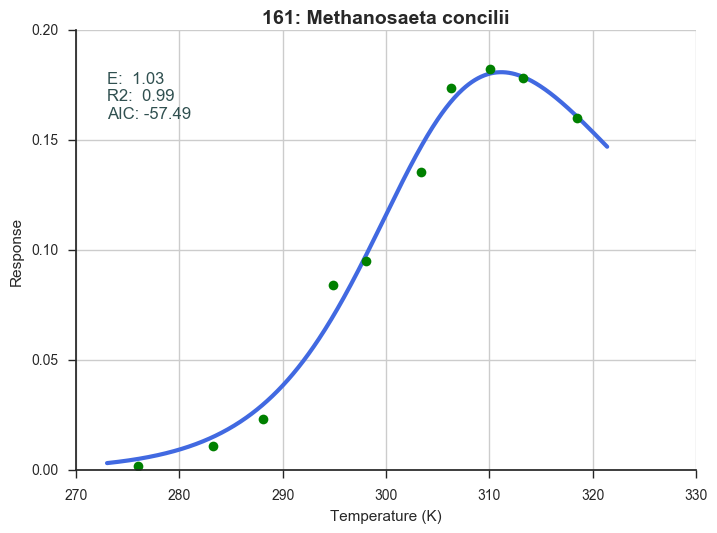 161: Methanosaeta concilii
E:  1.03
R2:  0.99
AIC: -57.49
0.20
0.15
0.10
0.05
0.00
Response
270 280 290 300 310 320 330
Temperature (K)